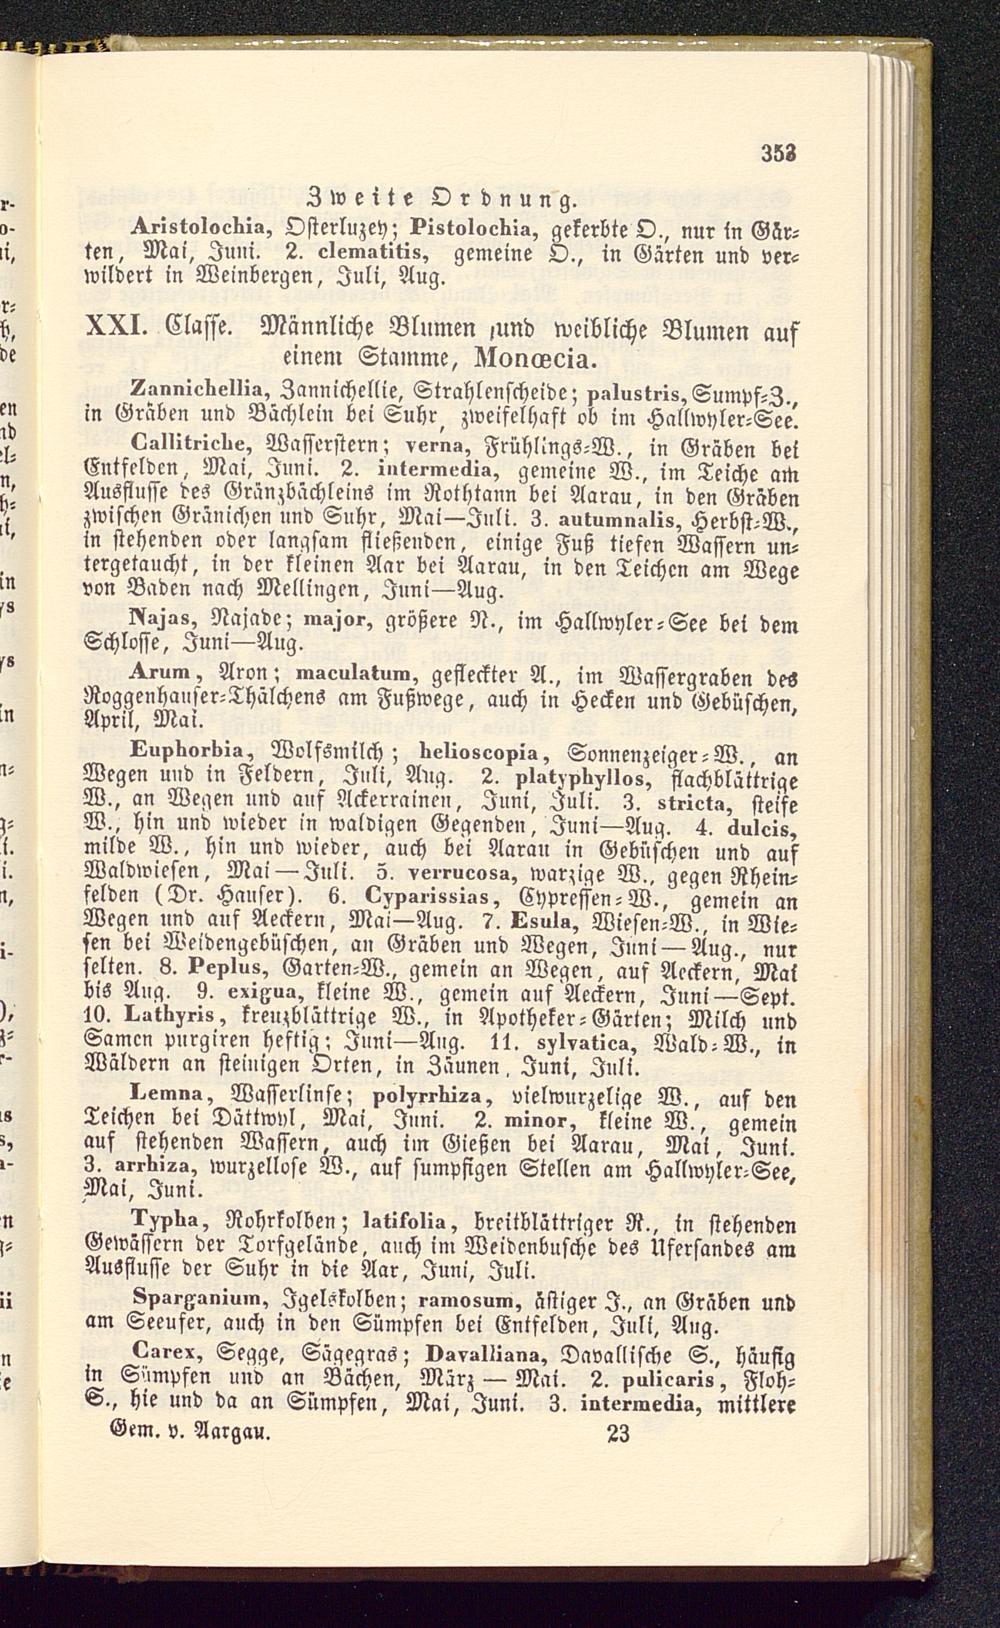 353
Zweite Ordnung.
Aristolochia, Osterluzey; Pistolochia, gekerbte O., nur in Gär-
ten, Mai, Juni. 2. clematitis, gemeine O., in Gärten und ver-
wildert in Weinbergen, Juli, Aug.
XXI. Classe. Männliche Blumen und weibliche Blumen auf
einem Stamme, Monœcia.
Zannichellia, Zannichellie, Strahlenscheide; palustris, Sumpf-Z.,
in Gräben und Bächlein bei Suhr, zweifelhaft ob im Hallwyler-See.
Callitriche, Wasserstern; verna, Frühlings-W., in Gräben bei
Entfelden, Mai, Juni. 2. intermedia, gemeine W., im Teiche am
Ausflusse des Gränzbächleins im Rothtann bei Aarau, in den Gräben
zwischen Gränichen und Suhr, Mai—Juli. 3. autumnalis, Herbst-W.,
in stehenden oder langsam fließenden, einige Fuß tiefen Wassern un-
tergetaucht, in der kleinen Aar bei Aarau, in den Teichen am Wege
von Baden nach Mellingen, Juni—Aug.
Najas, Najade; major, größere N., im Hallwyler-See bei dem
Schlosse, Juni—Aug.
Arum, Aron; maculatum, gefleckter A., im Wassergraben des
Roggenhauser-Thälchens am Fußwege, auch in Hecken und Gebüschen,
April, Mai.
Euphorbia, Wolfsmilch; helioscopia, Sonnenzeiger-W., an
Wegen und in Feldern, Juli, Aug. 2. platyphyllos, flachblättrige
W., an Wegen und auf Ackerrainen, Juni, Juli. 3. stricta, steife
W., hin und wieder in waldigen Gegenden, Juni—Aug. 4. dulcis,
milde W., hin und wieder, auch bei Aarau in Gebüschen und auf
Waldwiesen, Mai—Juli. 5. verrucosa, warzige W., gegen Rhein-
felden (Dr. Hauser). 6. Cyparissias, Cypressen-W., gemein an
Wegen und auf Aeckern, Mai—Aug. 7. Esula, Wiesen-W., in Wie-
sen bei Weidengebüschen, an Gräben und Wegen, Juni—Aug., nur
selten. 8. Peplus, Garten-W., gemein an Wegen, auf Aeckern, Mai
bis Aug. 9. exigua, kleine W., gemein auf Aeckern, Juni—Sept.
10. Lathyris, kreuzblättrige W., in Apotheker-Gärten; Milch und
Samen purgiren heftig; Juni—Aug. 11. sylvatica, Wald-W., in
Wäldern an steinigen Orten, in Zäunen, Juni, Juli.
Lemna, Wasserlinse; polyrrhiza, vielwurzelige W., auf den
Teichen bei Dättwyl, Mai, Juni. 2. minor, kleine W., gemein
auf stehenden Wassern, auch im Gießen bei Aarau, Mai, Juni.
3. arrhiza, wurzellose W., auf sumpfigen Stellen am Hallwyler-See,
Mai, Juni.
Typha, Rohrkolben; latifolia, breitblättriger R., in stehenden
Gewässern der Torfgelände, auch im Weidenbusche des Ufersandes am
Ausflusse der Suhr in die Aar, Juni, Juli.
Sparganium, Igelskolben; ramosum, ästiger J., an Gräben und
am Seeufer, auch in den Sümpfen bei Entfelden, Juli, Aug.
Carex, Segge, Sägegras; Davalliana, Davallische S., häufig
in Sümpfen und an Bächen, März — Mai. 2. pulicaris, Floh-
S., hie und da an Sümpfen, Mai, Juni. 3. intermedia, mittlere
Gem. v. Aargau. 23